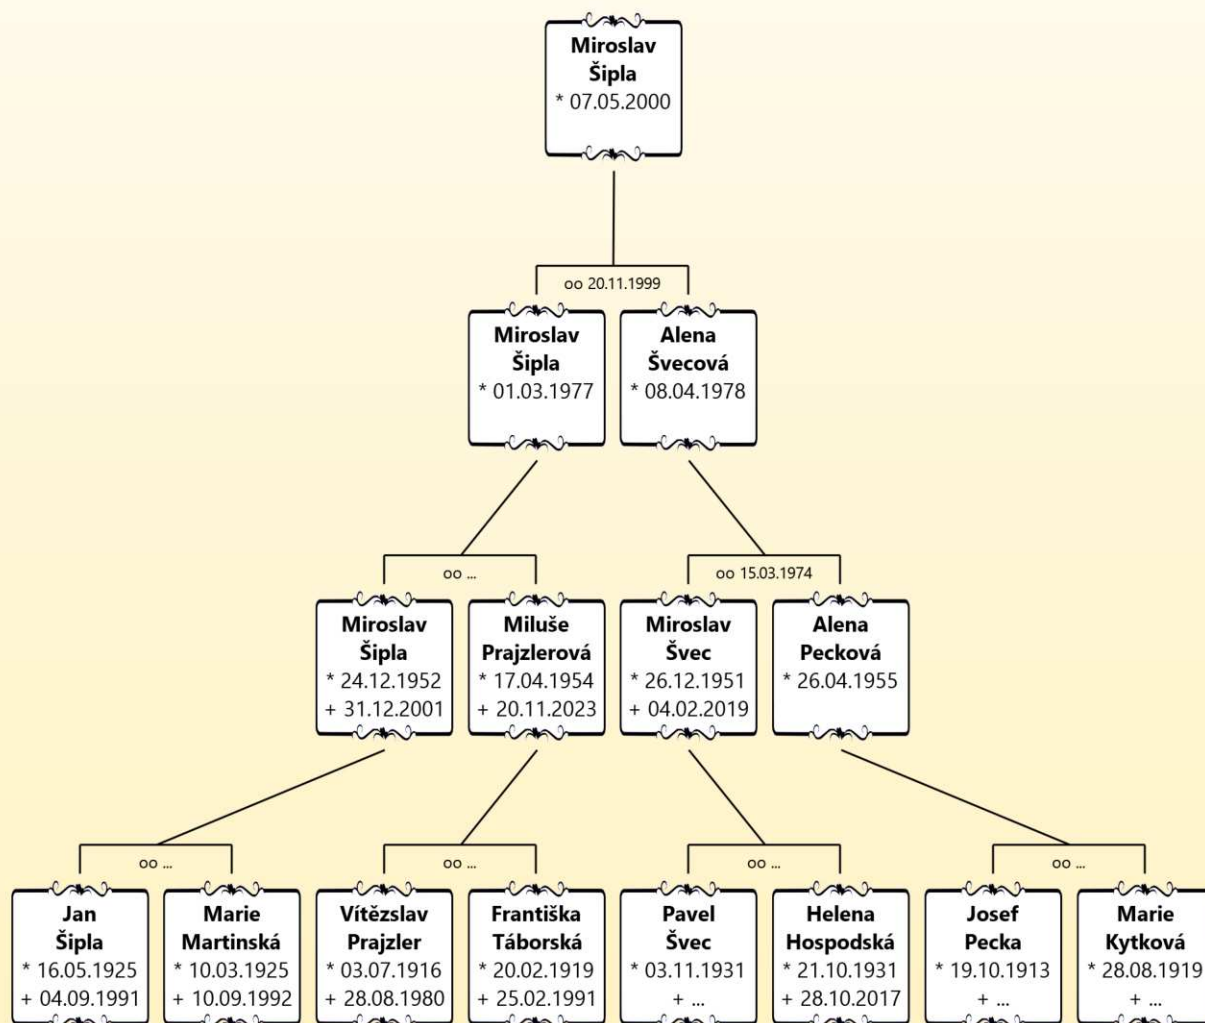 Miroslav
Šipla
* 07.05.2000
oo 20.11.1999
Miroslav
Šipla
* 01.03.1977
Alena
Švecová
* 08.04.1978
oo ...
oo 15.03.1974
Miroslav
Šipla
* 24.12.1952
+ 31.12.2001
Miluše
Prajzlerová
* 17.04.1954
+ 20.11.2023
Miroslav
Švec
* 26.12.1951
+ 04.02.2019
Alena
Pecková
* 26.04.1955
oo ...
oo ...
oo ...
oo ...
Jan
Šipla
* 16.05.1925
+ 04.09.1991
Marie
Martinská
* 10.03.1925
+ 10.09.1992
Vítězslav
Prajzler
* 03.07.1916
+ 28.08.1980
Františka
Táborská
* 20.02.1919
+ 25.02.1991
Pavel
Švec
* 03.11.1931
+ ...
Helena
Hospodská
* 21.10.1931
+ 28.10.2017
Josef
Pecka
* 19.10.1913
+ ...
Marie
Kytková
* 28.08.1919
+ ...